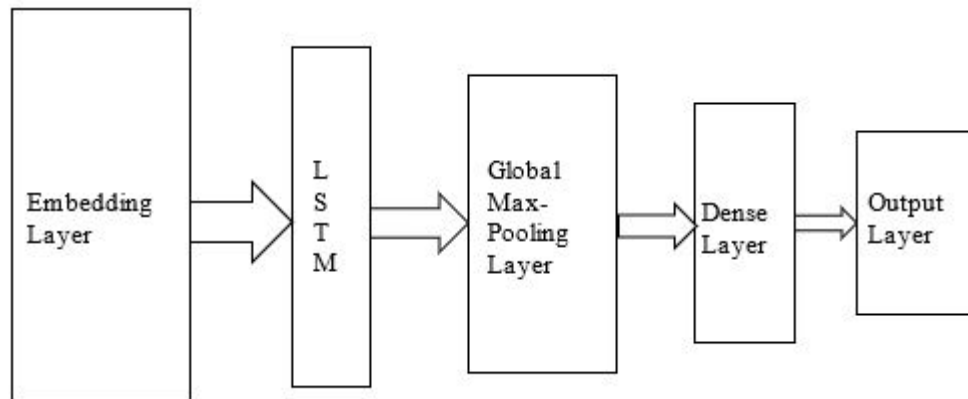 Embedding
Layer
L
S
T
M
Global
Max-
Pooling
Layer
Dense
Layer
Output
Layer